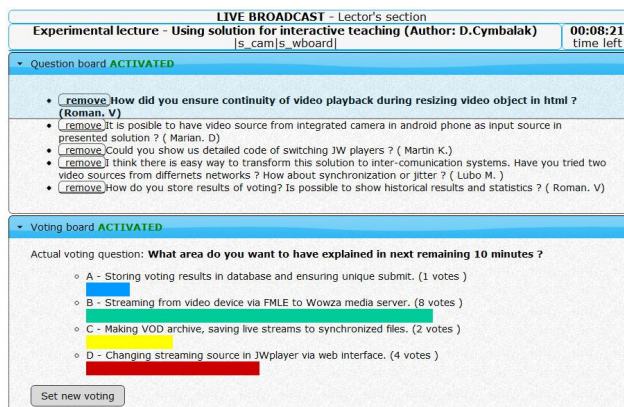 LIVE BROADCAST - Lector's section
Experimental lecture - Using solution for interactive teaching (Author: D.Cymbalak)
|s_cam|s_wboard|
00:08:21
time left
Question board ACTIVATED
remove How did you ensure continuity of video playback during resizing video object in html ?
(Roman. V)
remove It is posible to have video source from integrated camera in android phone as input source in
presented solution ? ( Marian. D)
remove Could you show us detailed code of switching JW players ? ( Martin K.)
remove I think there is easy way to transform this solution to inter-comunication systems. Have you tried two
video sources from differnets networks ? How about synchronization or jitter ? ( Lubo M. )
remove How do you store results of voting? Is possible to show historical results and statistics ? ( Roman. V)
Voting board ACTIVATED
Actual voting question: What area do you want to have explained in next remaining 10 minutes ?
A - Storing voting results in database and ensuring unique submit. (1 votes )
B - Streaming from video device via FMLE to Wowza media server. (8 votes )
C - Making VOD archive, saving live streams to synchronized files. (2 votes )
D - Changing streaming source in JWplayer via web interface. (4 votes )
Set new voting